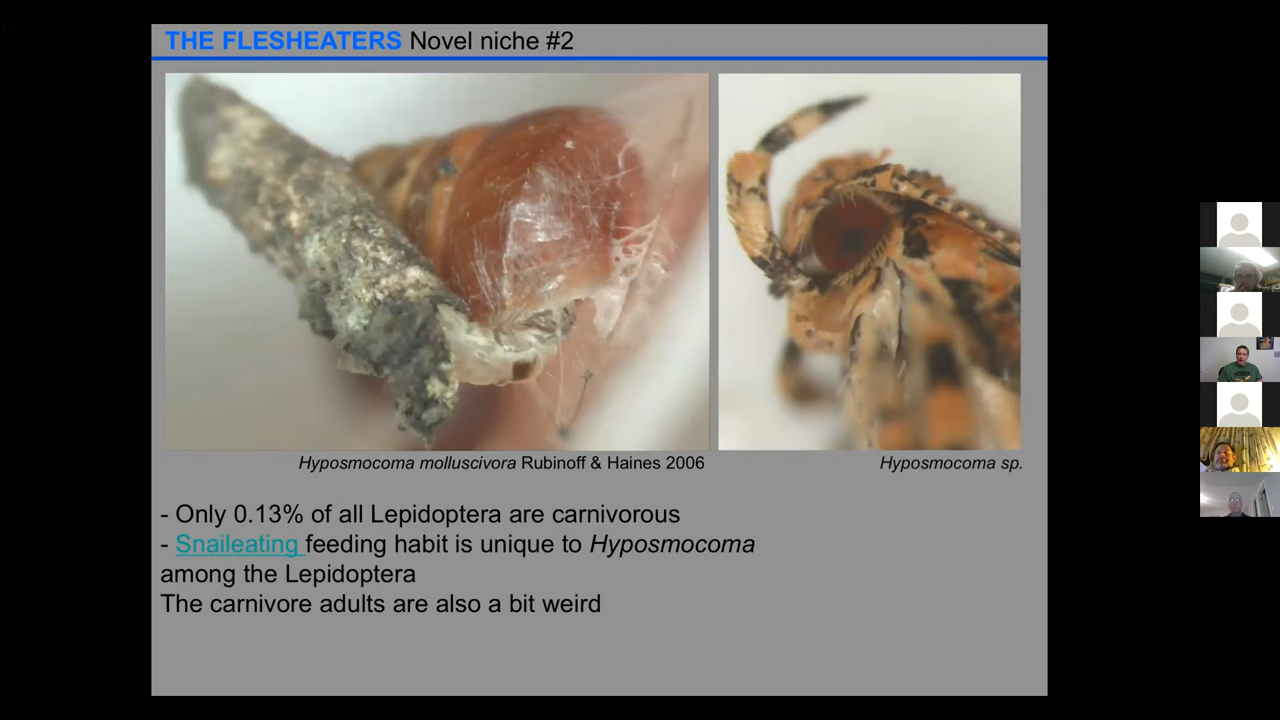 THE FLESHEATERS Novel niche #2
Hyposmocoma molluscivora Rubinoff & Haines 2006
Hyposmocoma sp.
- Only 0.13% of all Lepidoptera are carnivorous
- Snaileating feeding habit is unique to Hyposmocoma
among the Lepidoptera
The carnivore adults are also a bit weird